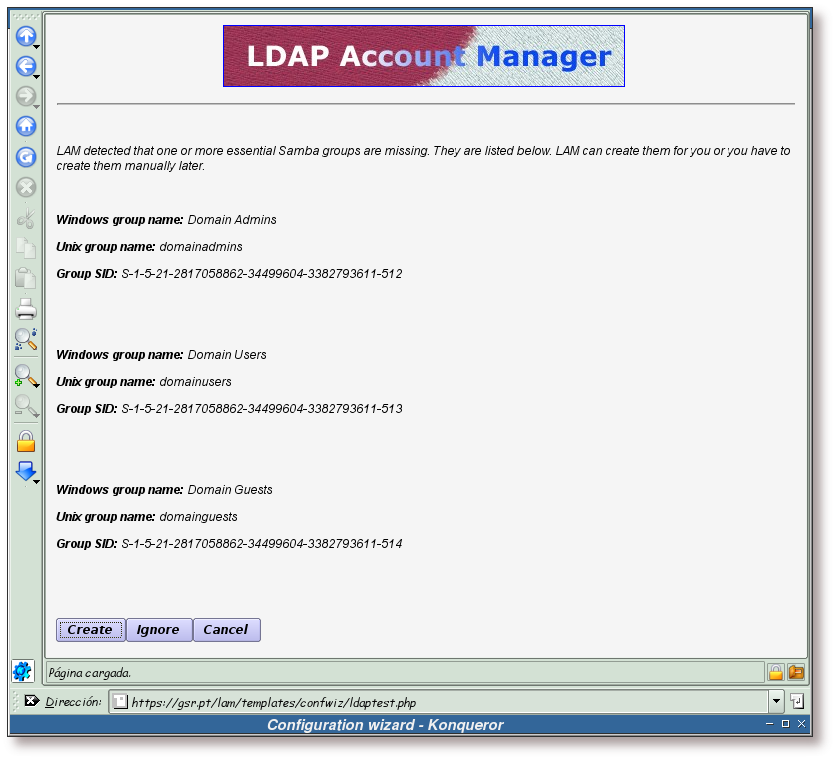 LDAP Account Manager
LAM detected that one or more essential Samba groups are missing. They are listed below. LAM can create them for you or you have to
create them manually later.
Windows group name: Domain Admins
Unix group name: domainadmins
Group SID: S-1-5-21-2817058862-34499604-3382793611-512
Windows group name: Domain Users
Unix group name: domainusers
Group SID: S-1-5-21-2817058862-34499604-3382793611-513
Windows group name: Domain Guests
Unix group name: domainguests
Group SID: S-1-5-21-2817058862-34499604-3382793611-514
Create Ignore Cancel
Página cargada.
Dirección: https://gsr.pt/lam/templates/confwiz/ldaptest.php
Configuration wizard - Konqueror